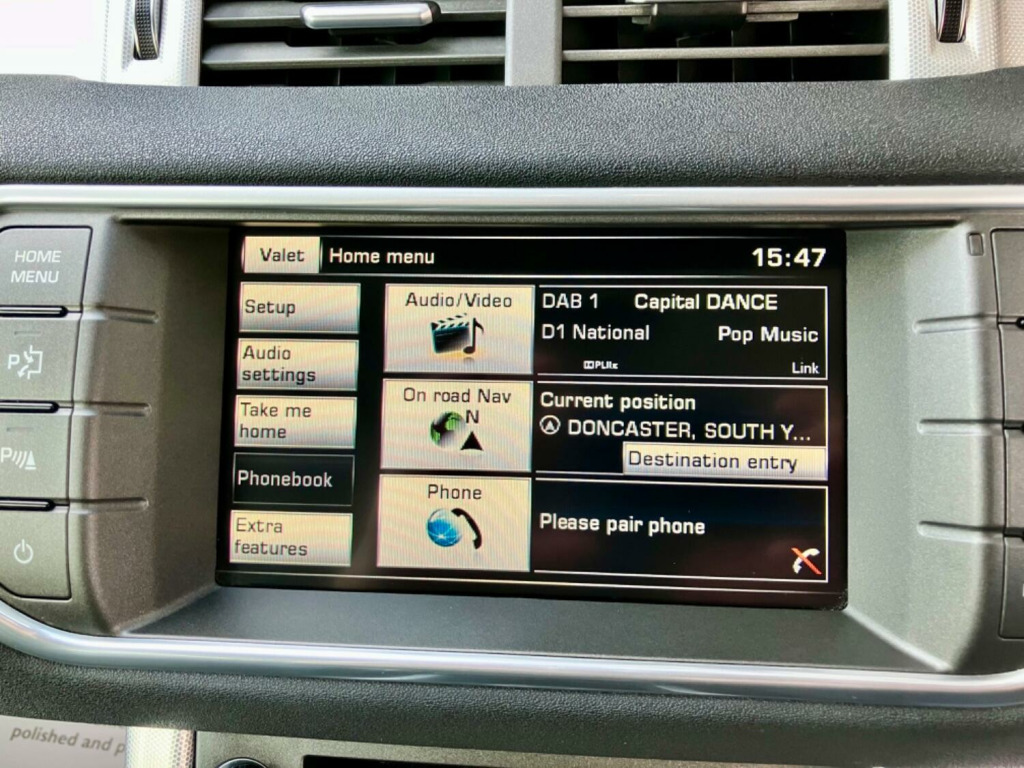 HOME
MENU
P
P
Valet
Home menu
15:47
Setup
Audio
settings
Take me
home
Phonebook
Extra
features
Audio/Video
On road Nav
N
Phone
DAB 1 Capital DANCE
D1 National Pop Music
Link
Current position
DONCASTER, SOUTH Y...
Destination entry
Please pair phone
polished and p